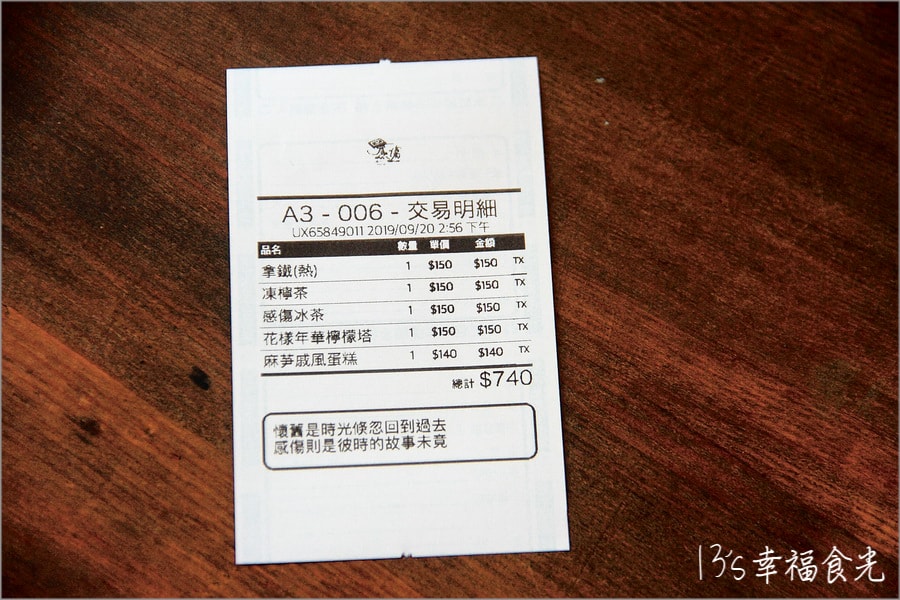 感傷
A3 - 006 - 交易明細
UX65849011 2019/09/20 2:56 下午
品名 數量 單價 金額
拿鐵(熱) 1 $150 $150 TX
凍檸茶 1 $150 $150 TX
感傷冰茶 1 $150 $150 TX
花樣年華檸檬塔 1 $150 $150 TX
麻芛戚風蛋糕 1 $140 $140 TX
總計 $740
懷舊是時光倏忽回到過去
感傷則是彼時的故事未竟
13's幸福食光